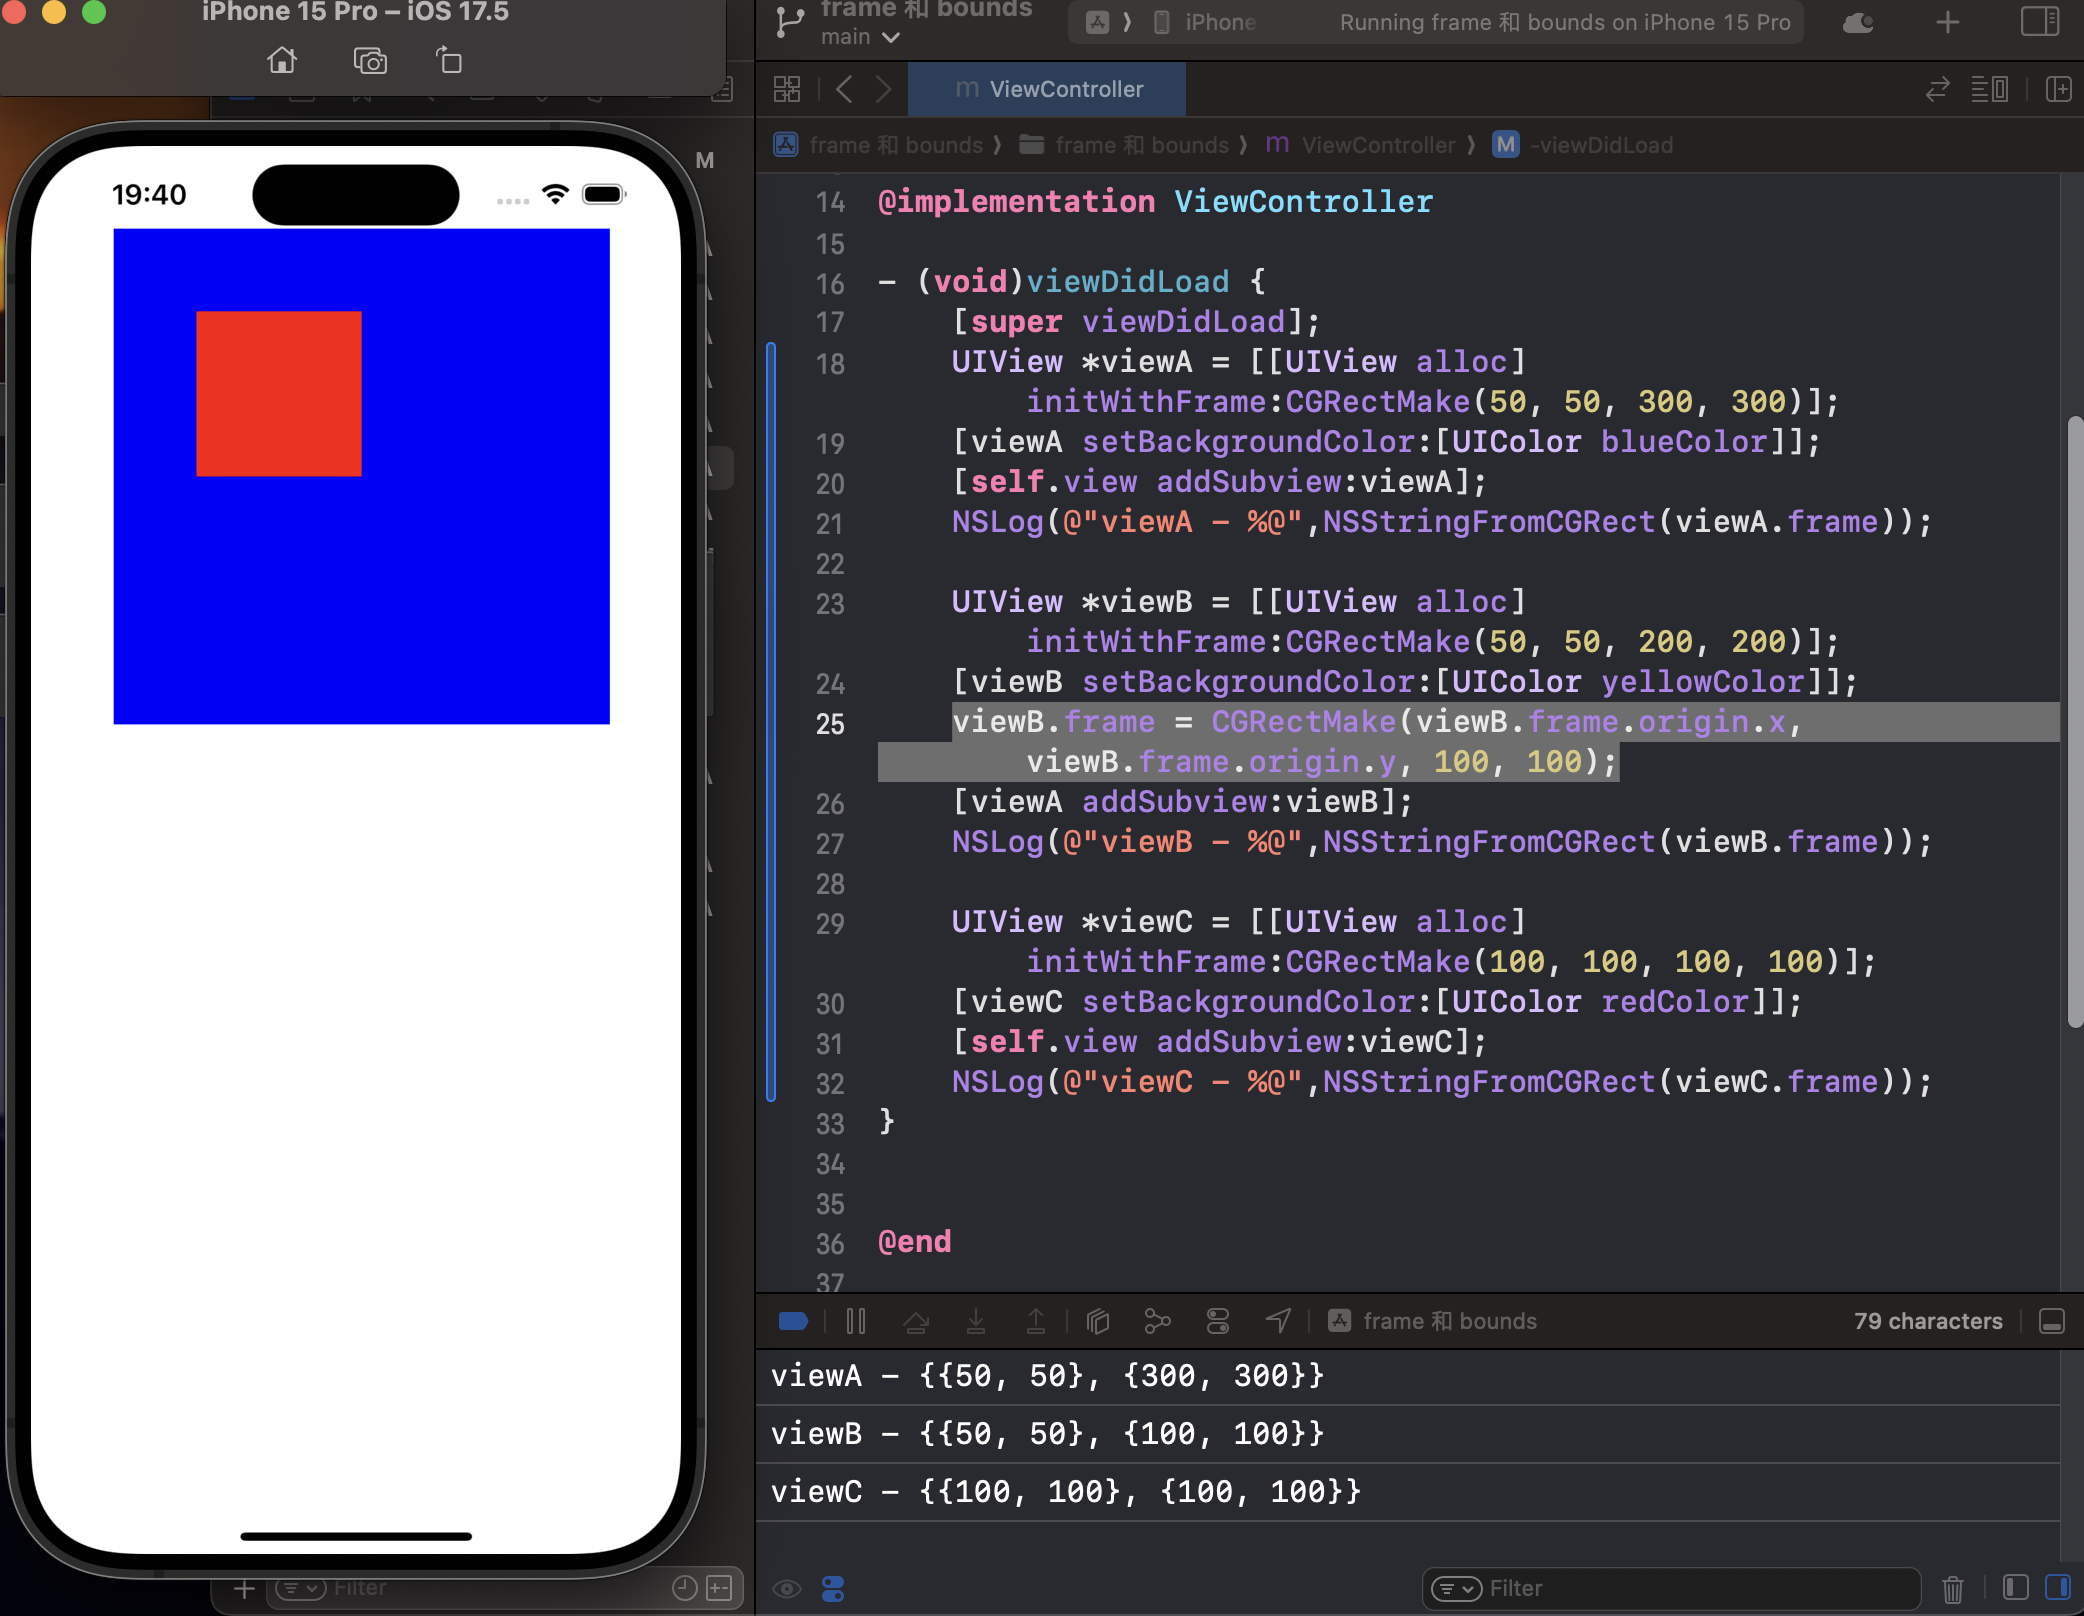 iPhone 15 Pro – iOS 17.5
19:40
M
Filter
frame 和 bounds
main
iPhone
Running frame 和 bounds on iPhone 15 Pro
m ViewController
frame 和 bounds ⟩ frame 和 bounds ⟩ m ViewController ⟩ M -viewDidLoad
14 @implementation ViewController
15
16 - (void)viewDidLoad {
17 [super viewDidLoad];
18 UIView *viewA = [[UIView alloc]
initWithFrame:CGRectMake(50, 50, 300, 300)];
19 [viewA setBackgroundColor:[UIColor blueColor]];
20 [self.view addSubview:viewA];
21 NSLog(@"viewA - %@",NSStringFromCGRect(viewA.frame));
22
23 UIView *viewB = [[UIView alloc]
initWithFrame:CGRectMake(50, 50, 200, 200)];
24 [viewB setBackgroundColor:[UIColor yellowColor]];
25 viewB.frame = CGRectMake(viewB.frame.origin.x,
viewB.frame.origin.y, 100, 100);
26 [viewA addSubview:viewB];
27 NSLog(@"viewB - %@",NSStringFromCGRect(viewB.frame));
28
29 UIView *viewC = [[UIView alloc]
initWithFrame:CGRectMake(100, 100, 100, 100)];
30 [viewC setBackgroundColor:[UIColor redColor]];
31 [self.view addSubview:viewC];
32 NSLog(@"viewC - %@",NSStringFromCGRect(viewC.frame));
33 }
34
35
36 @end
37
frame 和 bounds
79 characters
viewA - {{50, 50}, {300, 300}}
viewB - {{50, 50}, {100, 100}}
viewC - {{100, 100}, {100, 100}}
Filter